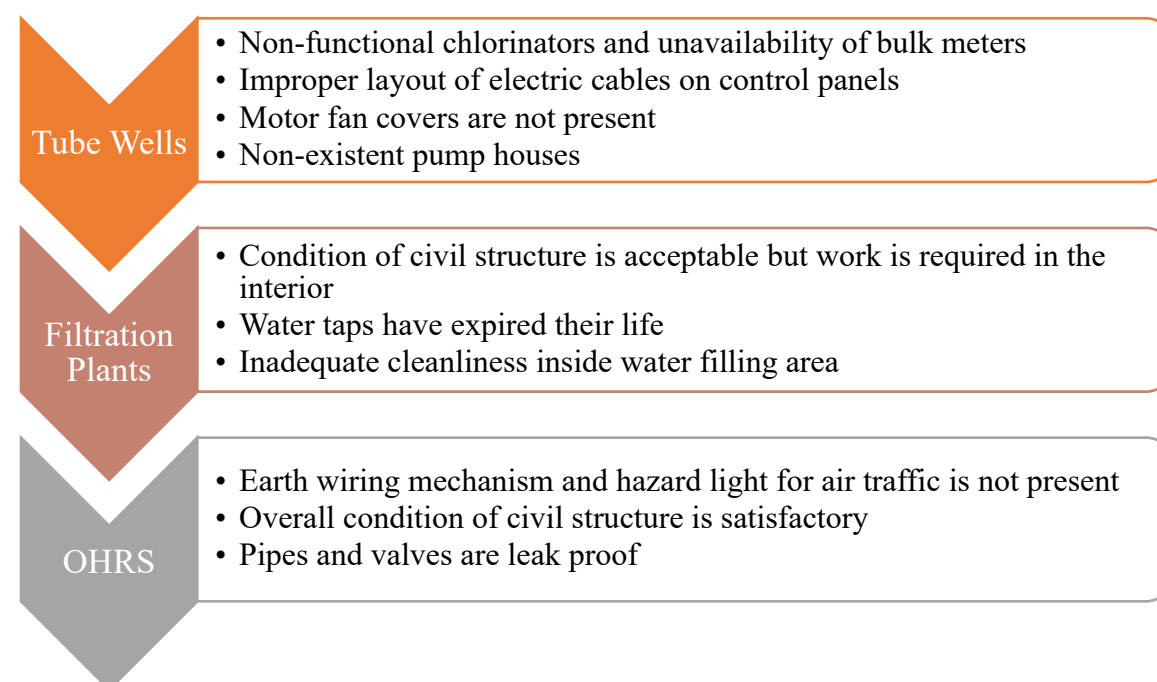 Tube Wells
• Non-functional chlorinators and unavailability of bulk meters
• Improper layout of electric cables on control panels
• Motor fan covers are not present
• Non-existent pump houses
Filtration
Plants
• Condition of civil structure is acceptable but work is required in the
interior
• Water taps have expired their life
• Inadequate cleanliness inside water filling area
OHRS
• Earth wiring mechanism and hazard light for air traffic is not present
• Overall condition of civil structure is satisfactory
• Pipes and valves are leak proof